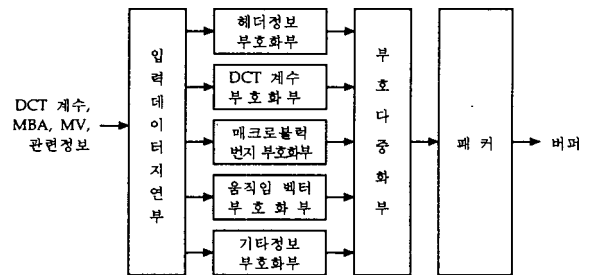 DCT 계수,
MBA, MV,
관련정보
입력데이터지연부
헤더정보
부호화부
DCT 계수
부호화부
매크로블럭
번지 부호화부
움직임 벡터
부호화부
기타정보
부호화부
부호다중화부
패커
버퍼